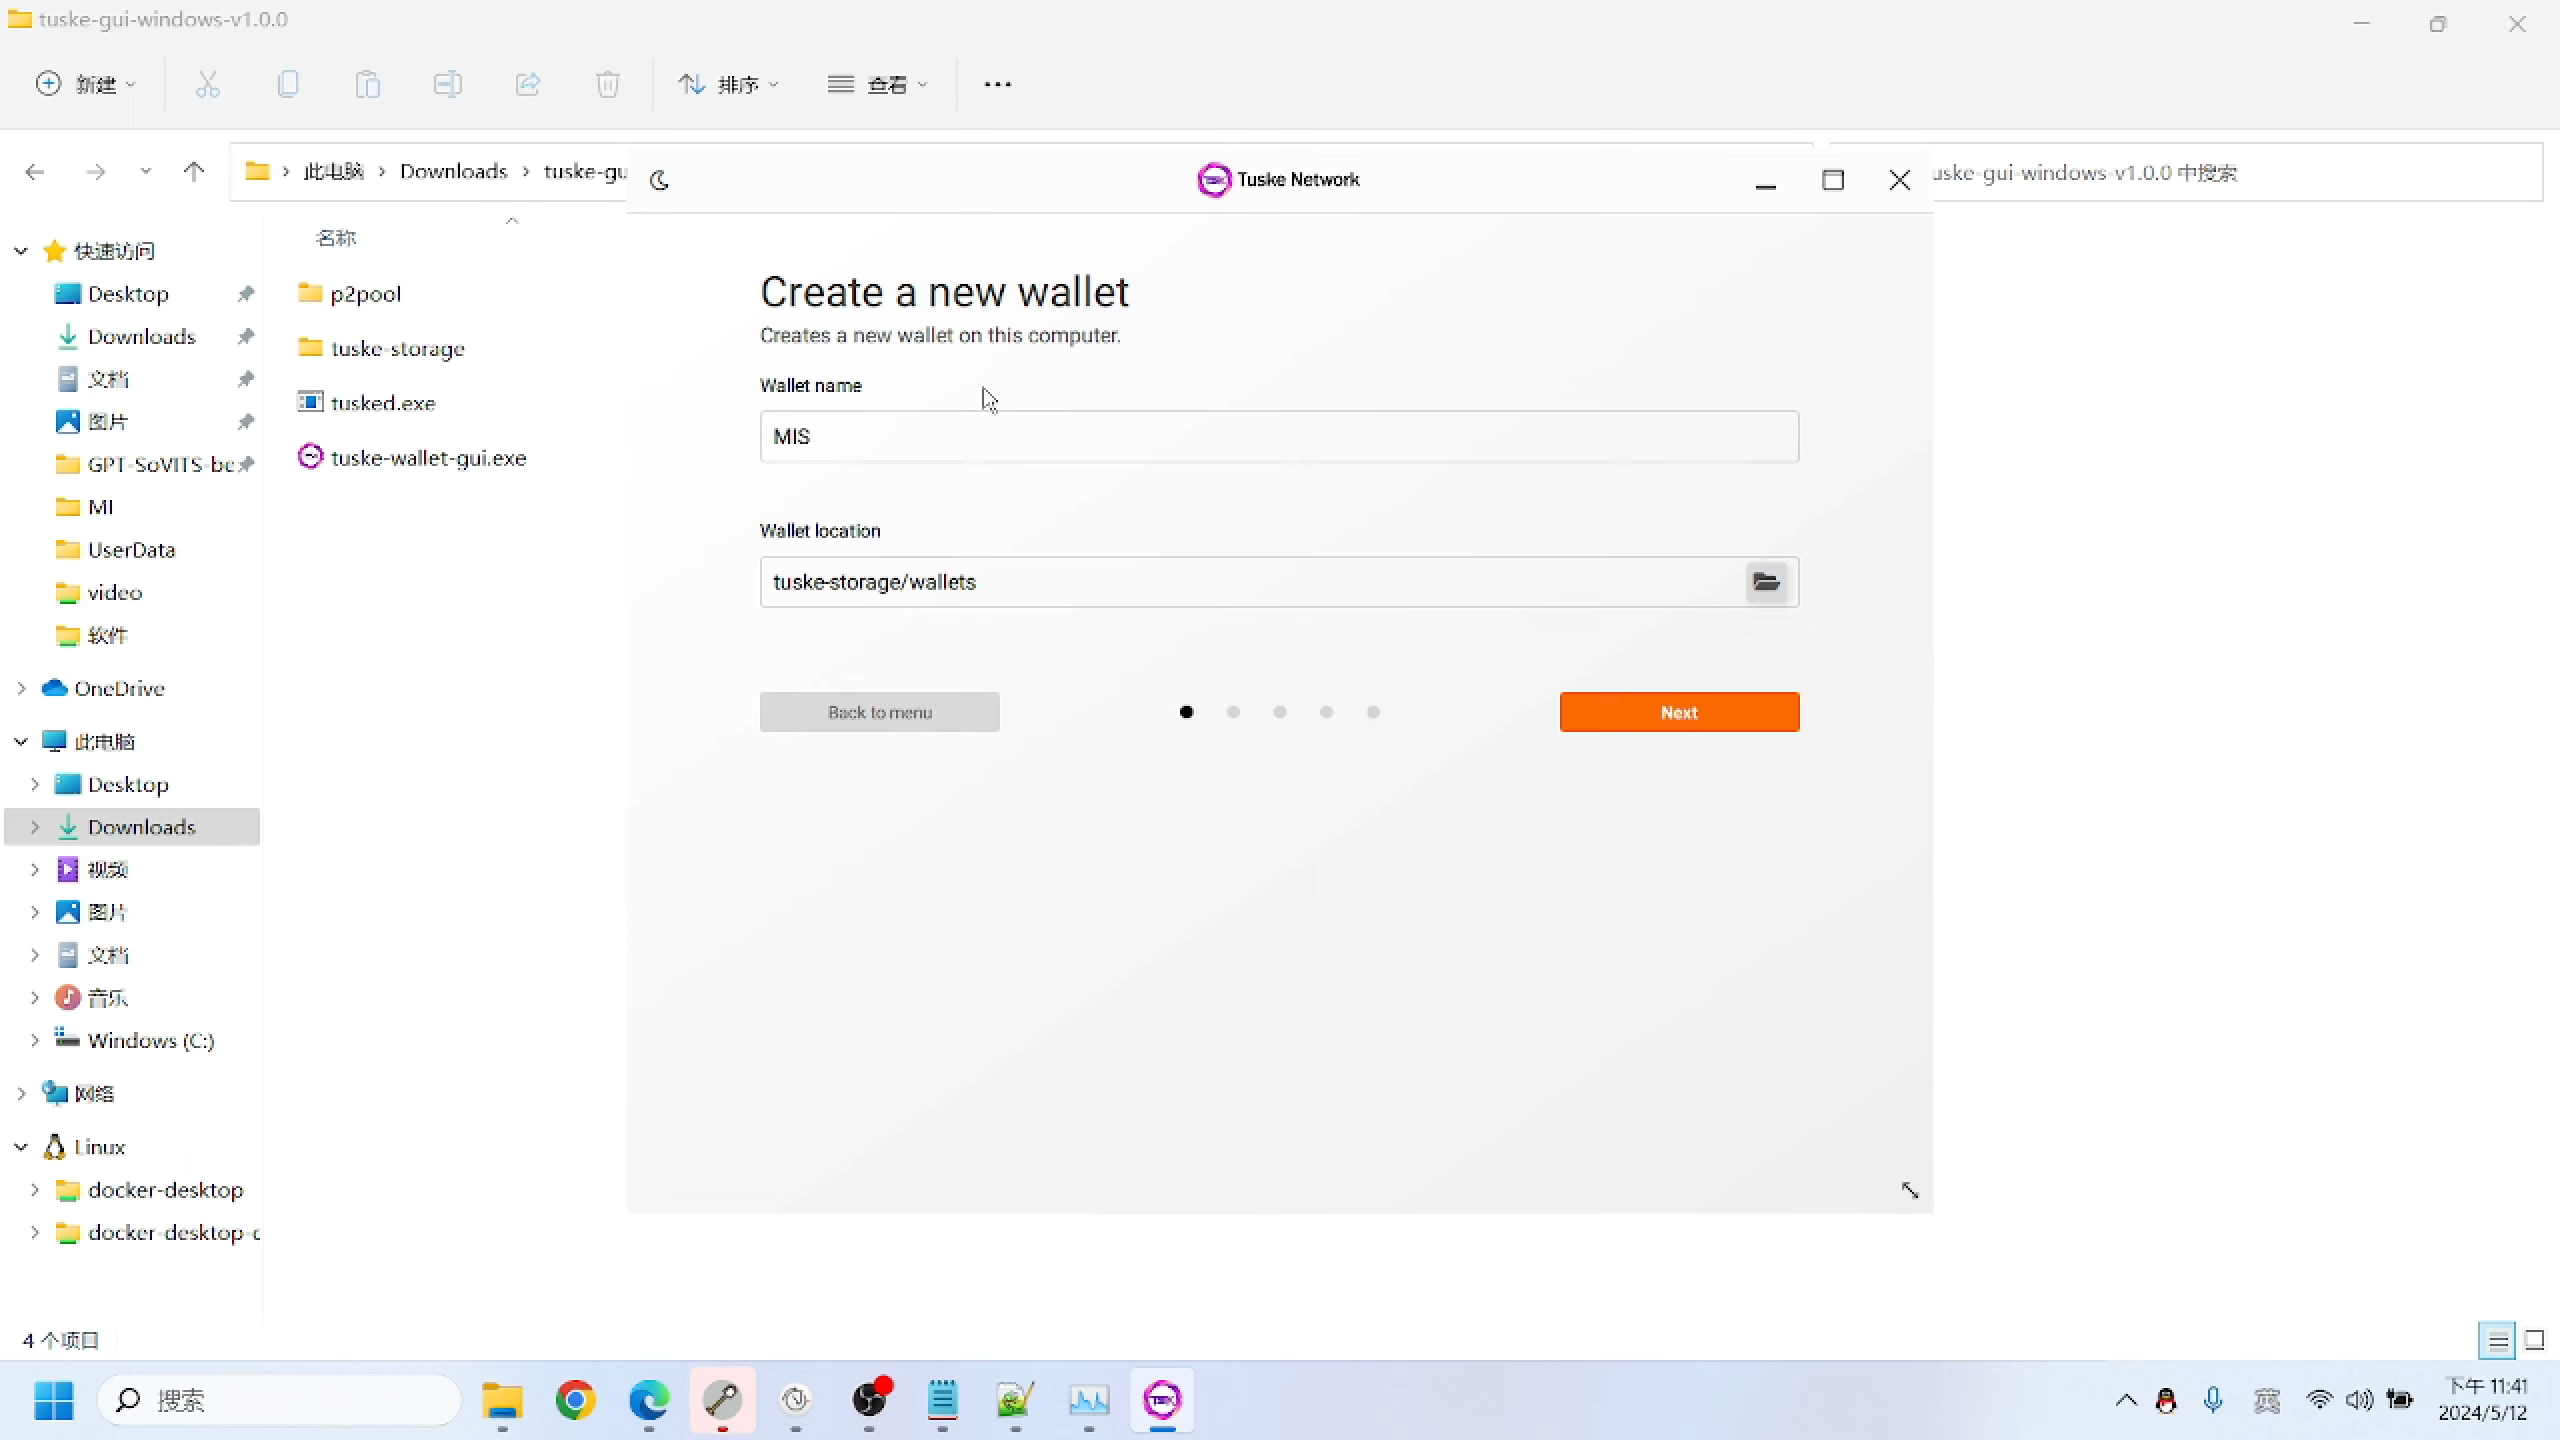 tuske-gui-windows-v1.0.0
新建
排序
查看
此电脑 > Downloads > tuske-gu
uske-gui-windows-v1.0.0 中搜索
Tuske Network
名称
快速访问
Desktop
Downloads
文档
图片
GPT-SoVITS-be
MI
UserData
video
软件
OneDrive
此电脑
Desktop
Downloads
视频
图片
文档
音乐
Windows (C:)
网络
Linux
docker-desktop
docker-desktop-c
p2pool
tuske-storage
tusked.exe
tuske-wallet-gui.exe
Create a new wallet
Creates a new wallet on this computer.
Wallet name
MIS
Wallet location
tuske-storage/wallets
Back to menu
Next
4 个项目
搜索
英
下午 11:41
2024/5/12